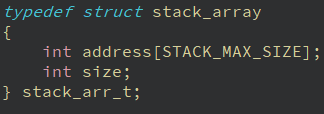 typedef struct stack_array
{
    int address[STACK_MAX_SIZE];
    int size;
} stack_arr_t;